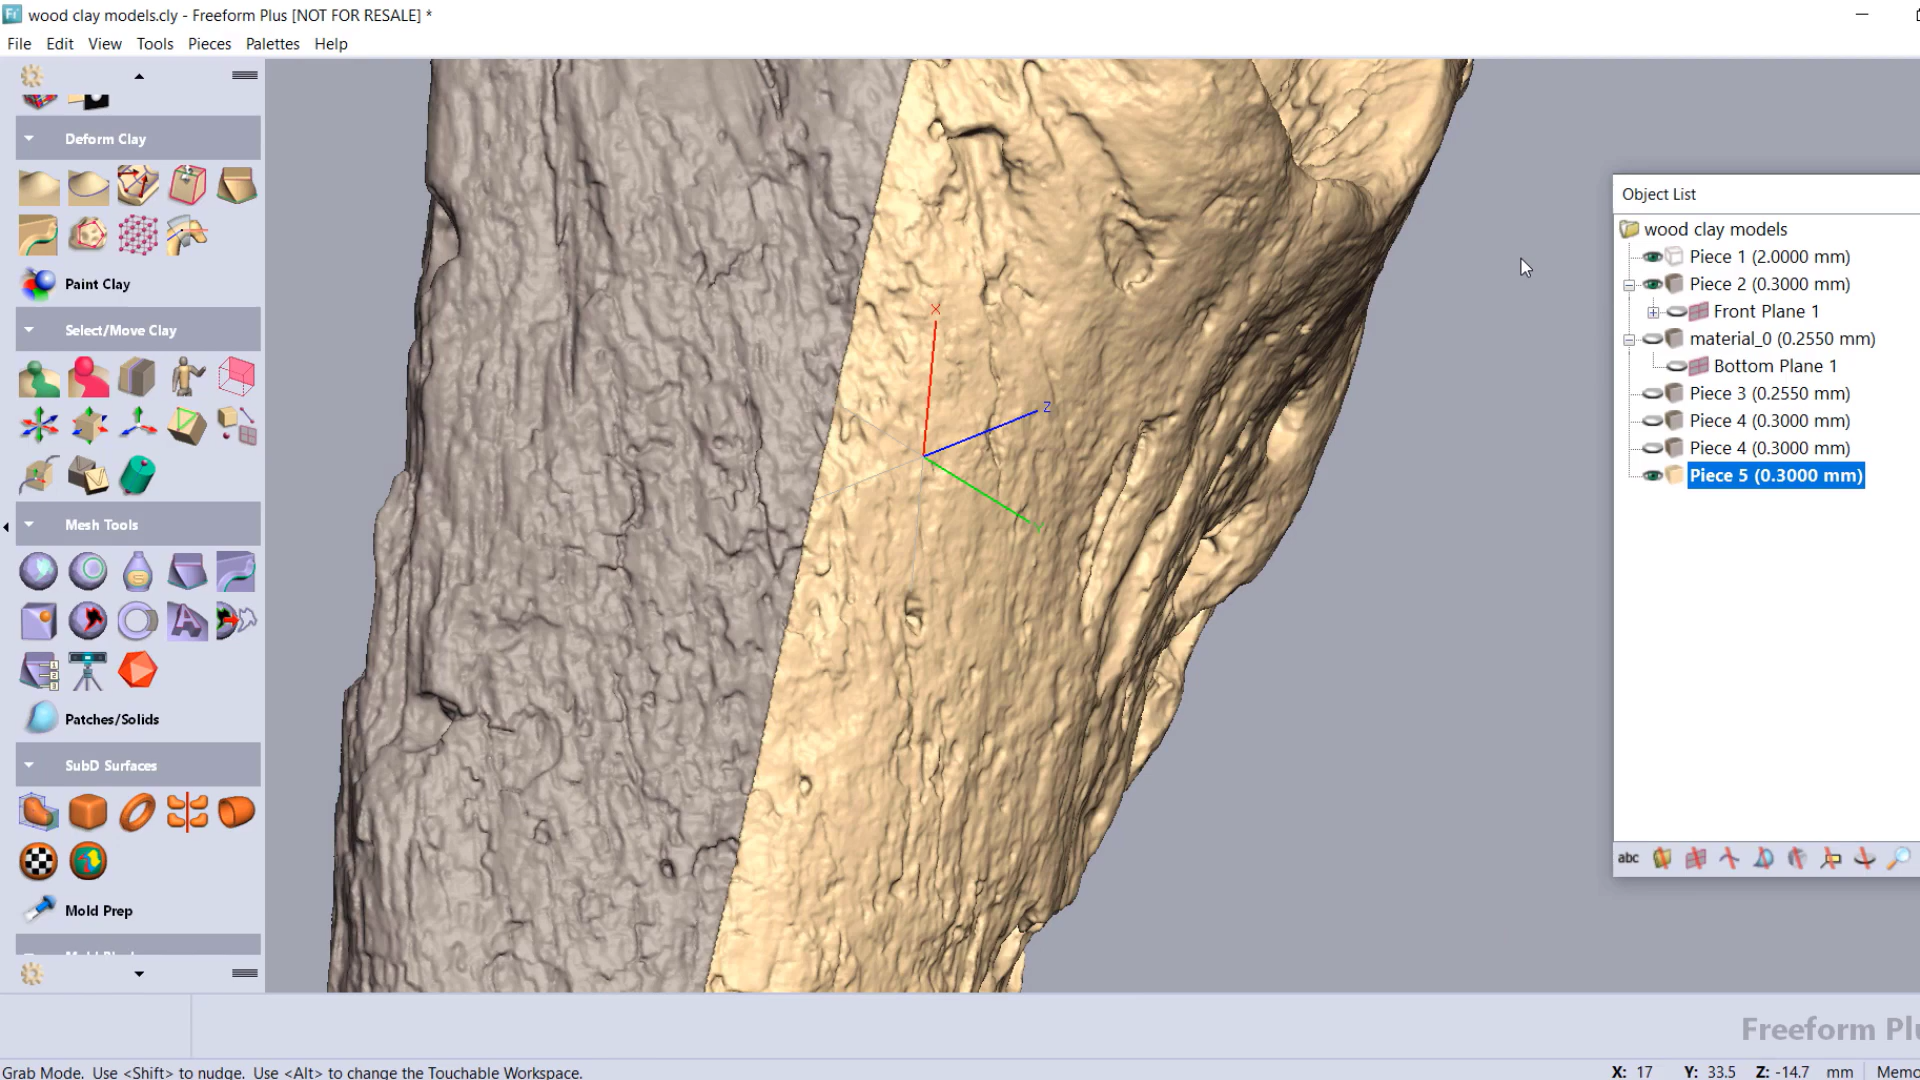 wood clay models.cly - Freeform Plus [NOT FOR RESALE] *
File Edit View Tools Pieces Palettes Help
Deform Clay
Paint Clay
Select/Move Clay
Mesh Tools
Patches/Solids
SubD Surfaces
Mold Prep
X
Z
Y
Object List
wood clay models
Piece 1 (2.0000 mm)
Piece 2 (0.3000 mm)
Front Plane 1
material_0 (0.2550 mm)
Bottom Plane 1
Piece 3 (0.2550 mm)
Piece 4 (0.3000 mm)
Piece 4 (0.3000 mm)
Piece 5 (0.3000 mm)
abc
Freeform Plu
Grab Mode. Use <Shift> to nudge. Use <Alt> to change the Touchable Workspace.
X: 17 Y: 33.5 Z: -14.7 mm Memo